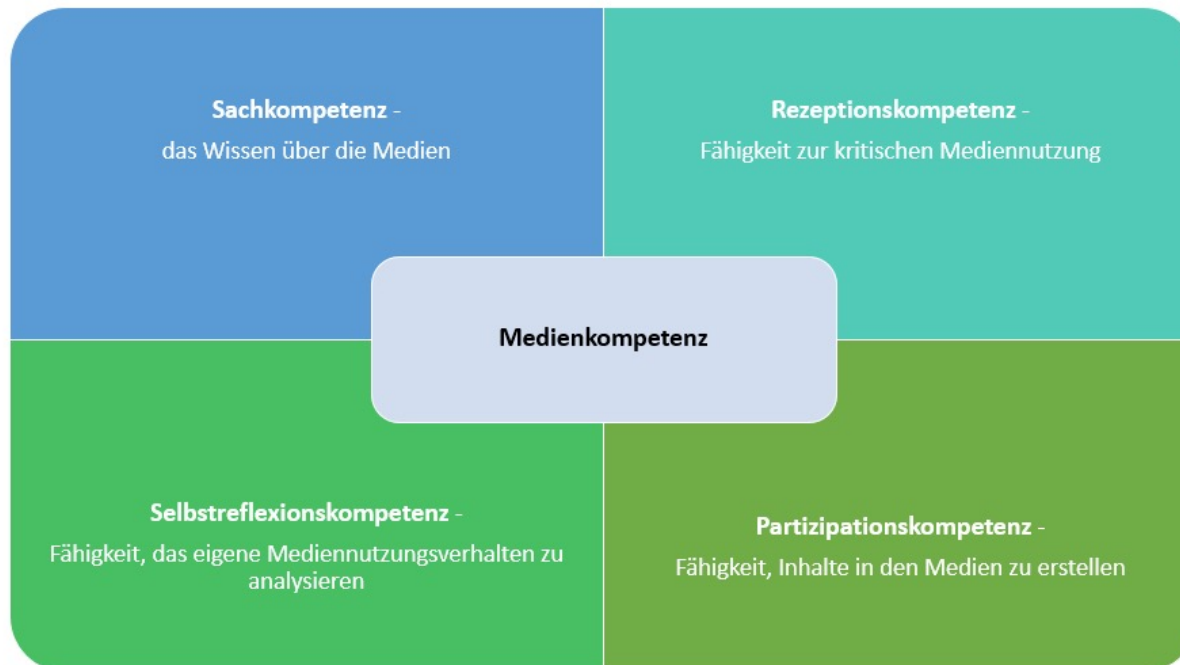 Sachkompetenz -
das Wissen über die Medien
Rezeptionskompetenz -
Fähigkeit zur kritischen Mediennutzung
Medienkompetenz
Selbstreflexionskompetenz -
Fähigkeit, das eigene Mediennutzungsverhalten zu
analysieren
Partizipationskompetenz -
Fähigkeit, Inhalte in den Medien zu erstellen